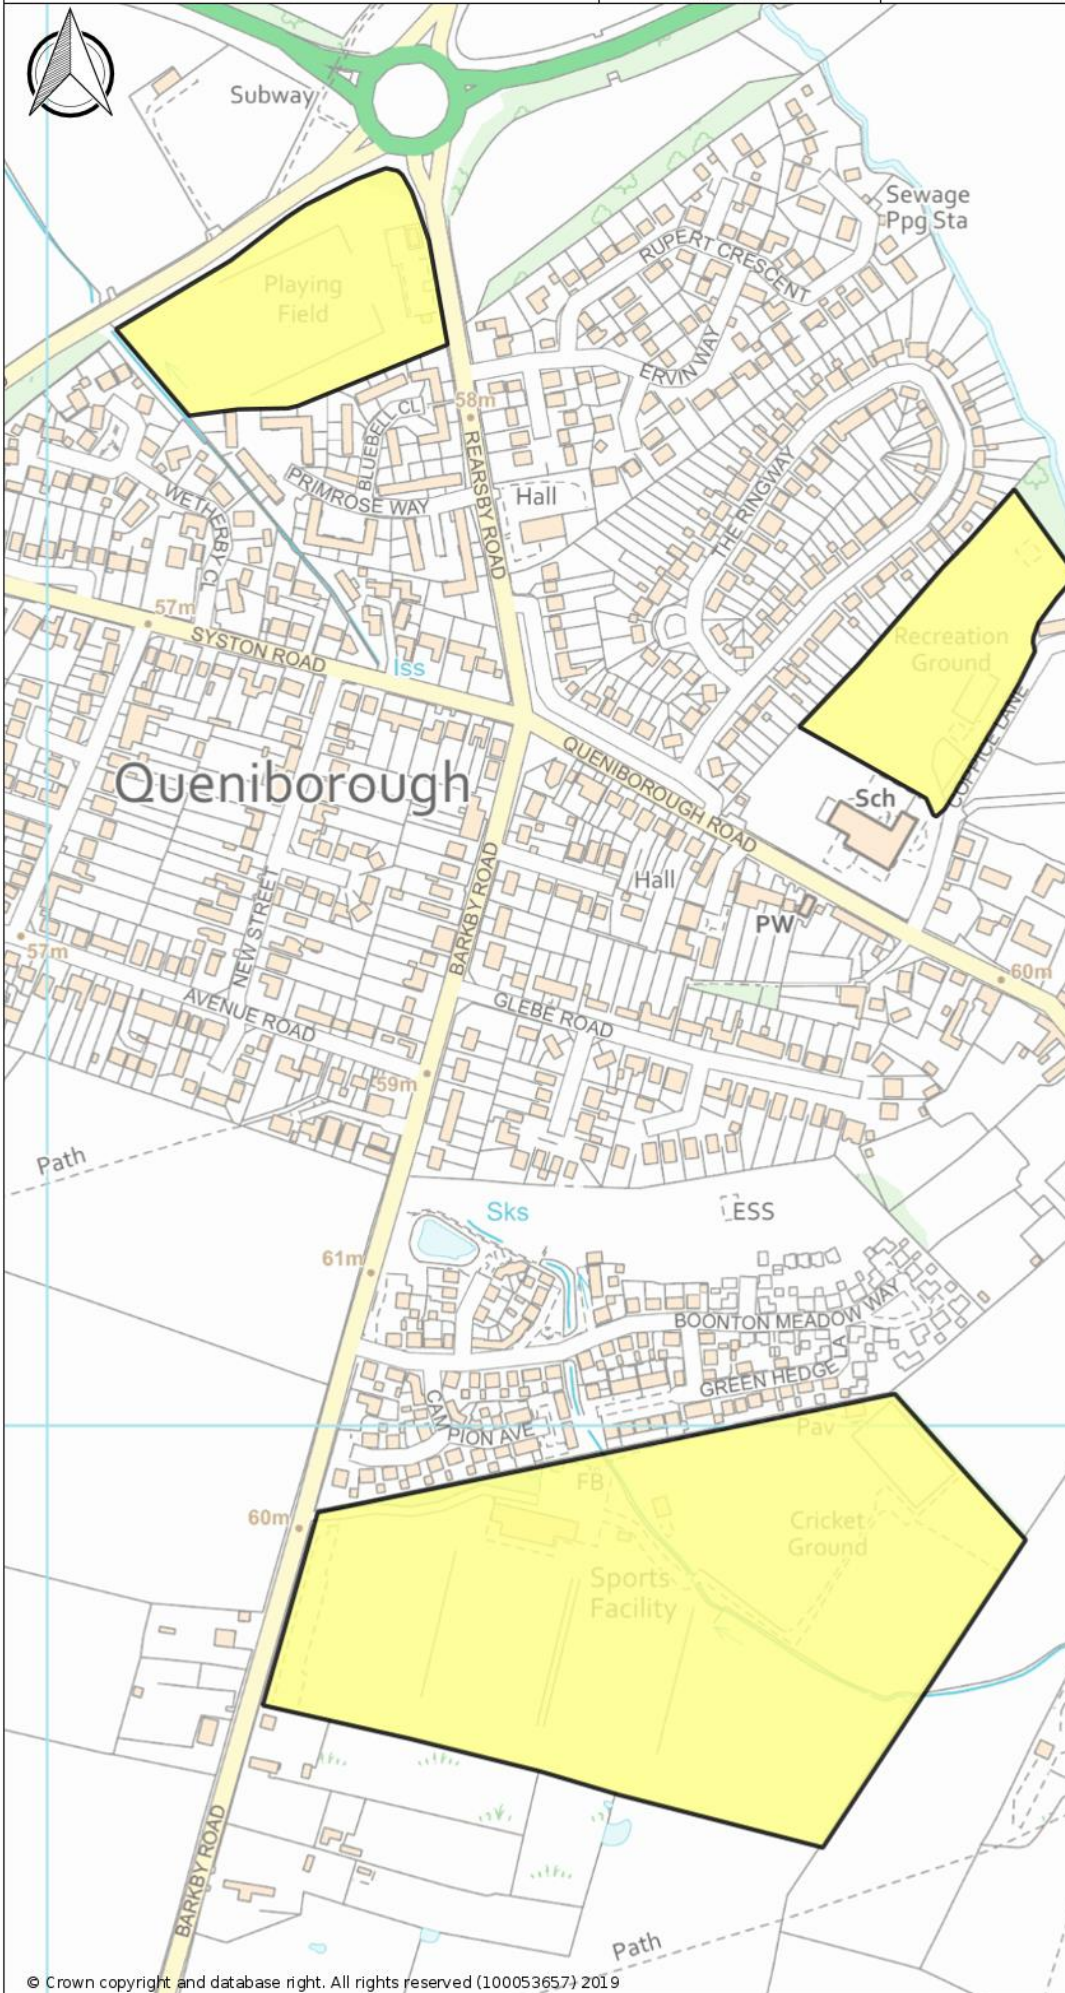 Subway
Sewage
Ppg Sta
RUPERT CRESCENT
Playing
Field
ERVIN WAY
58m
BLUEBELL CL
REARSBY ROAD
PRIMROSE WAY
Hall
WETHERBY CL
THE RINGWAY
57m
SYSTON ROAD
Iss
Recreation
Ground
COPPICE LANE
QUENIBOROUGH ROAD
Queniborough
Sch
BARKBY ROAD
Hall
PW
NEW STREET
57m
60m
AVENUE ROAD
GLEBE ROAD
59m
Path
Sks
ESS
61m
BOONTON MEADOW WAY
GREEN HEDGE LA
CAMPION AVE
Pav
FB
60m
Cricket
Ground
Sports
Facility
BARKBY ROAD
Path
© Crown copyright and database right. All rights reserved (100053657) 2019